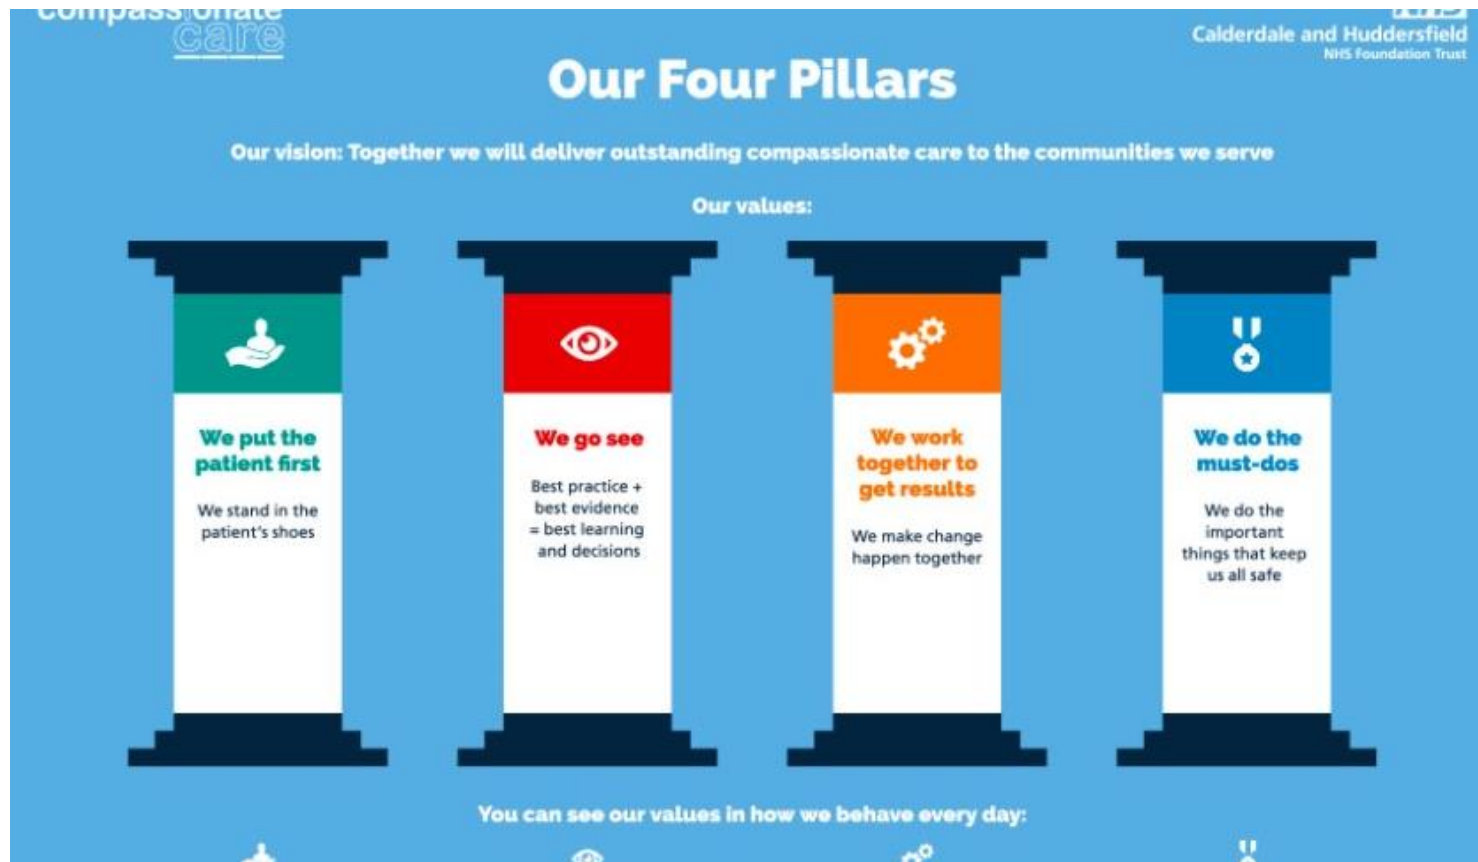 compassionate
care
NHS
Calderdale and Huddersfield
NHS Foundation Trust
Our Four Pillars
Our vision: Together we will deliver outstanding compassionate care to the communities we serve
Our values:
We put the
patient first
We stand in the
patient's shoes
We go see
Best practice +
best evidence
= best learning
and decisions
We work
together to
get results
We make change
happen together
We do the
must-dos
We do the
important
things that keep
us all safe
You can see our values in how we behave every day: